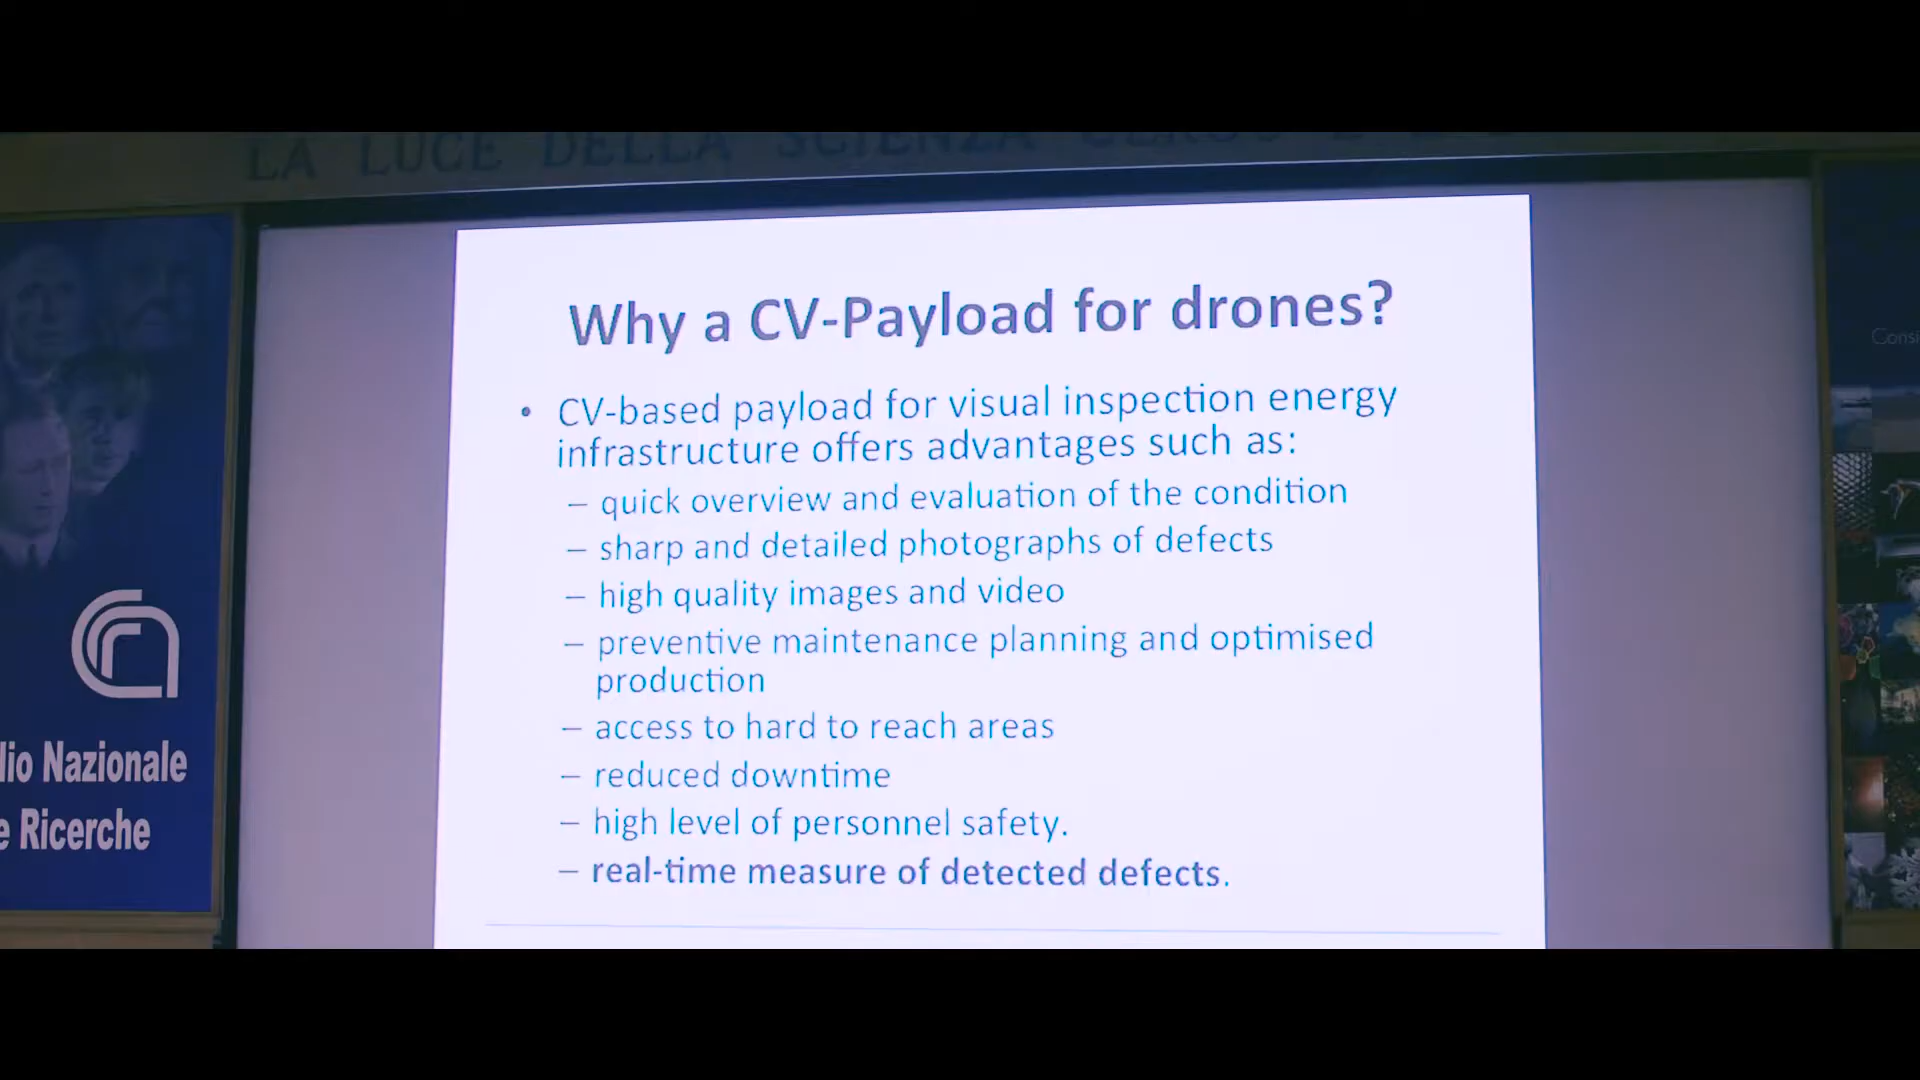 LA LUCE DELLA SCIENZA
Why a CV-Payload for drones?
• CV-based payload for visual inspection energy
infrastructure offers advantages such as:
– quick overview and evaluation of the condition
– sharp and detailed photographs of defects
– high quality images and video
– preventive maintenance planning and optimised
production
– access to hard to reach areas
– reduced downtime
– high level of personnel safety.
– real-time measure of detected defects.
lio Nazionale
e Ricerche
Consi